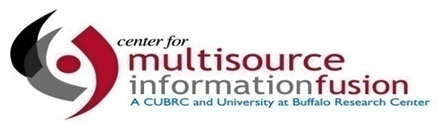 center for
multisource
informationfusion
A CUBRC and University at Buffalo Research Center